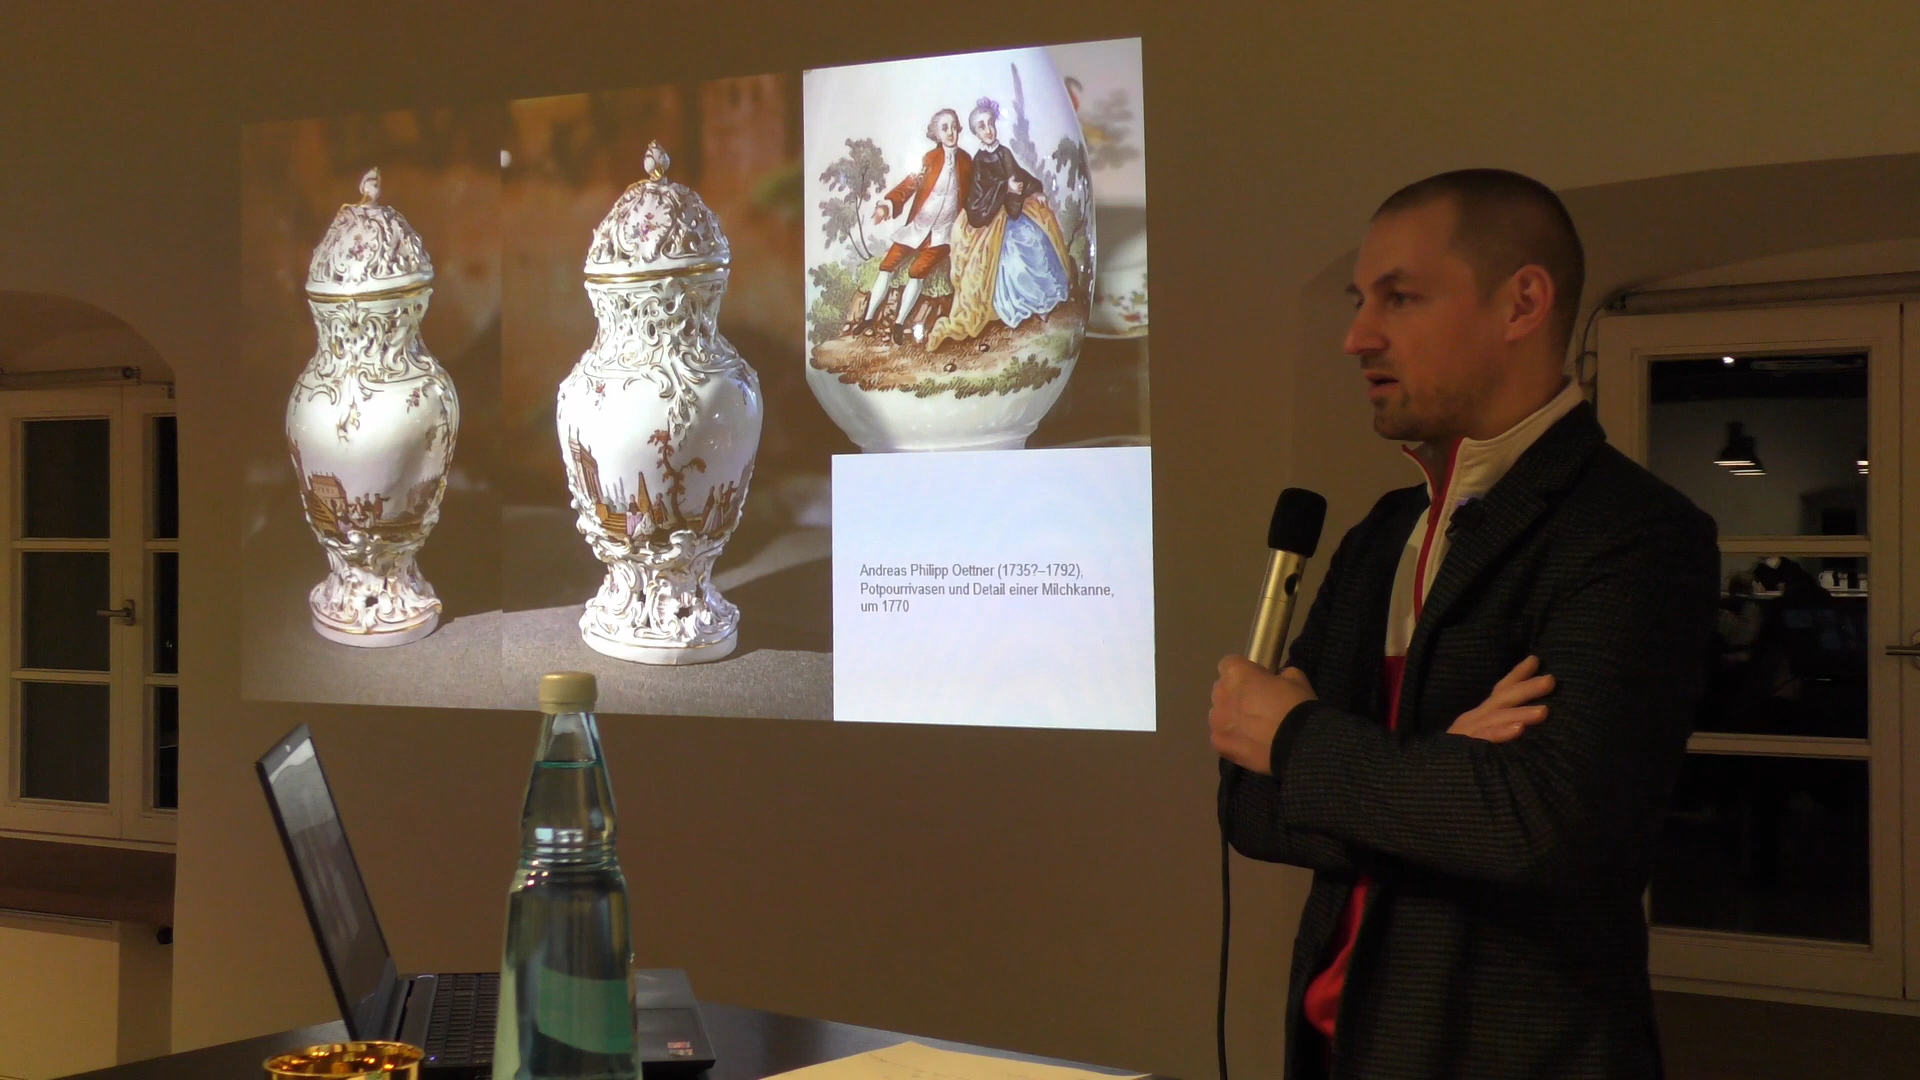 Andreas Philipp Oettner (1735?–1792),
Potpourrivasen und Detail einer Milchkanne,
um 1770